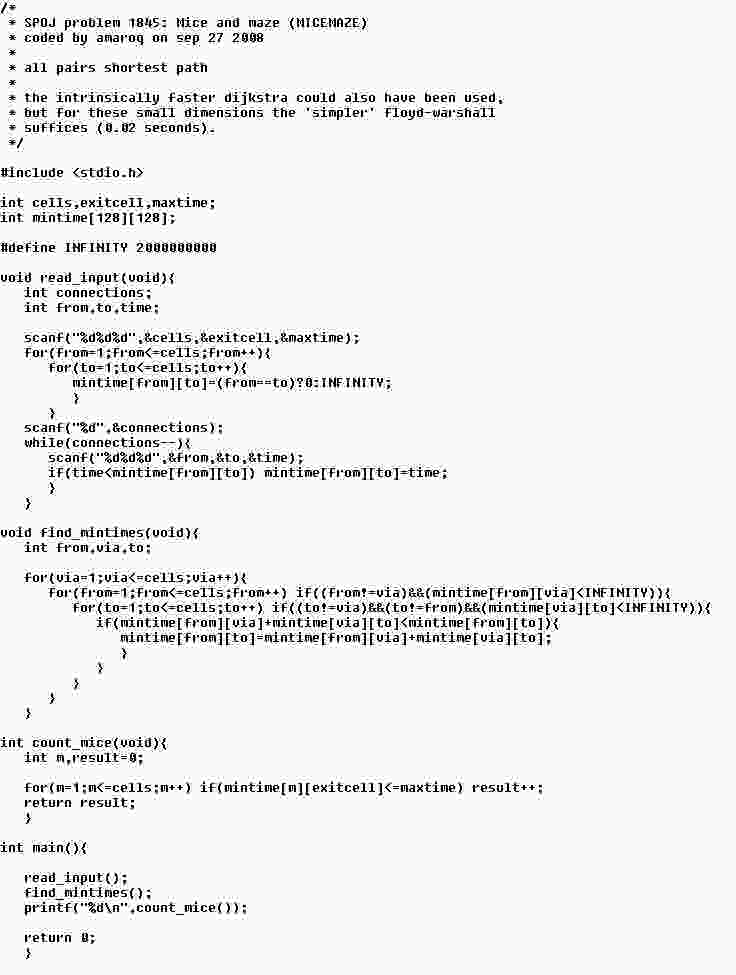 /*
 * SPOJ problem 1845: Mice and maze (MICEMAZE)
 * coded by amaroq on sep 27 2008
 *
 * all pairs shortest path
 *
 * the intrinsically faster dijkstra could also have been used,
 * but for these small dimensions the 'simpler' floyd-warshall
 * suffices (0.02 seconds).
 */

#include <stdio.h>

int cells,exitcell,maxtime;
int mintime[128][128];

#define INFINITY 2000000000

void read_input(void){
   int connections;
   int from,to,time;

   scanf("%d%d%d",&cells,&exitcell,&maxtime);
   for(from=1;from<=cells;from++){
      for(to=1;to<=cells;to++){
         mintime[from][to]=(from==to)?0:INFINITY;
         }
      }
   scanf("%d",&connections);
   while(connections--){
      scanf("%d%d%d",&from,&to,&time);
      if(time<mintime[from][to]) mintime[from][to]=time;
      }
   }

void find_mintimes(void){
   int from,via,to;

   for(via=1;via<=cells;via++){
      for(from=1;from<=cells;from++) if((from!=via)&&(mintime[from][via]<INFINITY)){
         for(to=1;to<=cells;to++) if((to!=via)&&(to!=from)&&(mintime[via][to]<INFINITY)){
            if(mintime[from][via]+mintime[via][to]<mintime[from][to]){
               mintime[from][to]=mintime[from][via]+mintime[via][to];
               }
            }
         }
      }
   }

int count_mice(void){
   int m,result=0;

   for(m=1;m<=cells;m++) if(mintime[m][exitcell]<=maxtime) result++;
   return result;
   }

int main(){

   read_input();
   find_mintimes();
   printf("%d\n",count_mice());

   return 0;
   }